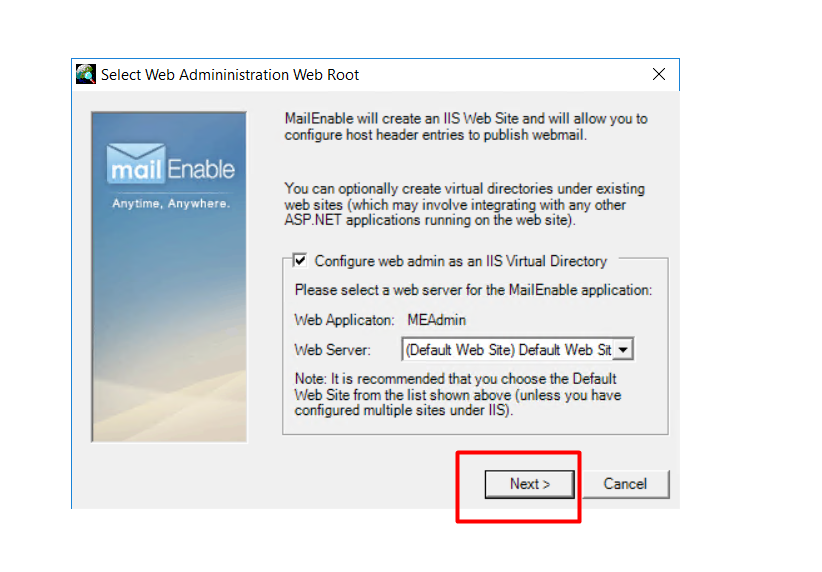 Select Web Admininistration Web Root
mail Enable
Anytime, Anywhere.
MailEnable will create an IIS Web Site and will allow you to
configure host header entries to publish webmail.
You can optionally create virtual directories under existing
web sites (which may involve integrating with any other
ASP.NET applications running on the web site).
Configure web admin as an IIS Virtual Directory
Please select a web server for the MailEnable application:
Web Applicaton: MEAdmin
Web Server: (Default Web Site) Default Web Sit
Note: It is recommended that you choose the Default
Web Site from the list shown above (unless you have
configured multiple sites under IIS).
Next > Cancel